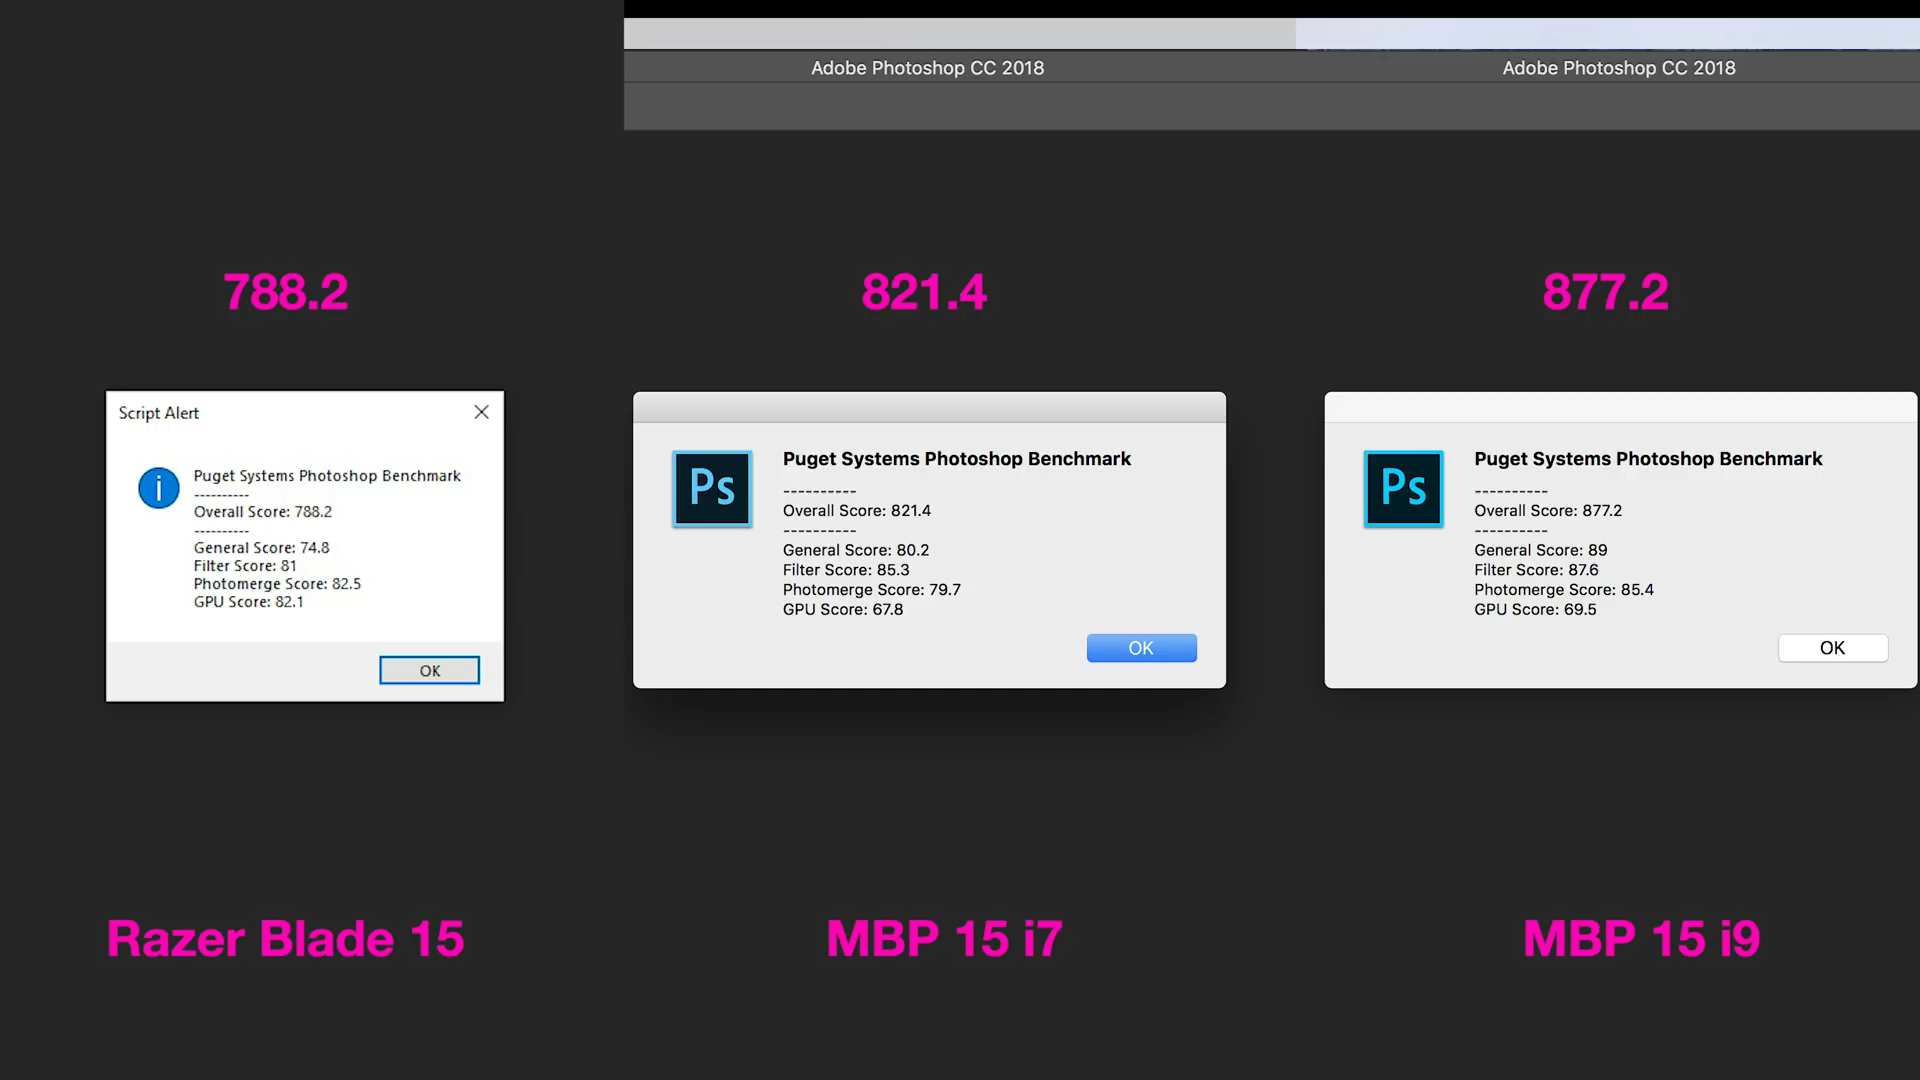 Adobe Photoshop CC 2018
Adobe Photoshop CC 2018
788.2
821.4
877.2
Script Alert
Puget Systems Photoshop Benchmark
----------
Overall Score: 788.2
----------
General Score: 74.8
Filter Score: 81
Photomerge Score: 82.5
GPU Score: 82.1
OK
Ps
Puget Systems Photoshop Benchmark
----------
Overall Score: 821.4
----------
General Score: 80.2
Filter Score: 85.3
Photomerge Score: 79.7
GPU Score: 67.8
OK
Ps
Puget Systems Photoshop Benchmark
----------
Overall Score: 877.2
----------
General Score: 89
Filter Score: 87.6
Photomerge Score: 85.4
GPU Score: 69.5
OK
Razer Blade 15
MBP 15 i7
MBP 15 i9